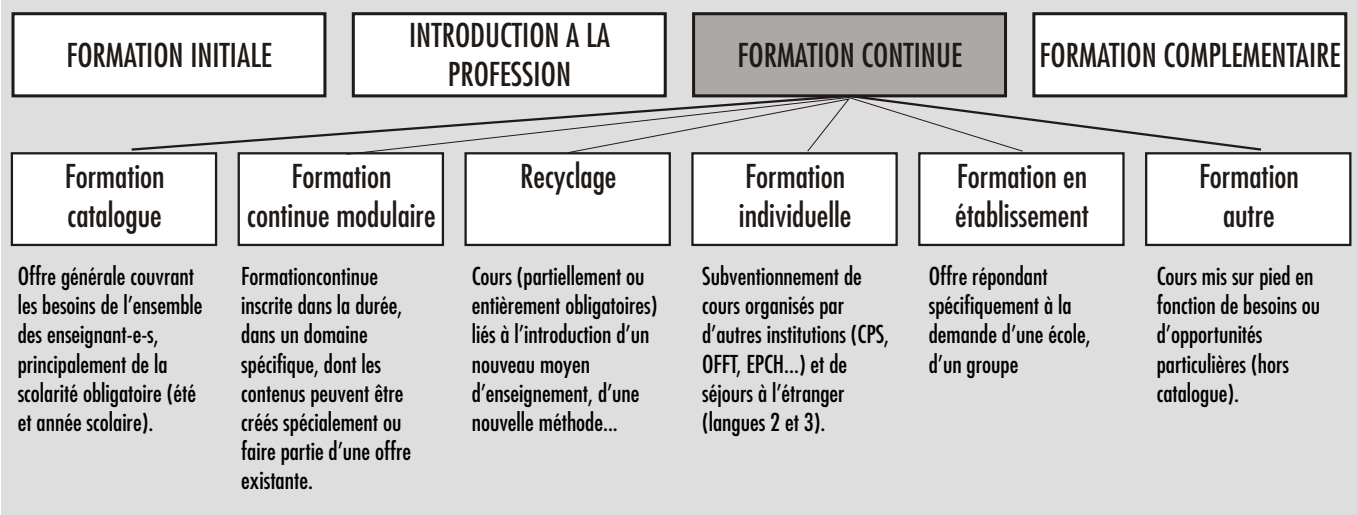 FORMATION INITIALE
INTRODUCTION A LA
PROFESSION
FORMATION CONTINUE
FORMATION COMPLEMENTAIRE
Formation
catalogue
Formation
continue modulaire
Recyclage
Formation
individuelle
Formation en
établissement
Formation
autre
Offre générale couvrant
les besoins de l'ensemble
des enseignant-e-s,
principalement de la
scolarité obligatoire (été
et année scolaire).
Formationcontinue
inscrite dans la durée,
dans un domaine
spécifique, dont les
contenus peuvent être
créés spécialement ou
faire partie d'une offre
existante.
Cours (partiellement ou
entièrement obligatoires)
liés à l'introduction d'un
nouveau moyen
d'enseignement, d'une
nouvelle méthode...
Subventionnement de
cours organisés par
d'autres institutions (CPS,
OFFT, EPCH...) et de
séjours à l'étranger
(langues 2 et 3).
Offre répondant
spécifiquement à la
demande d'une école,
d'un groupe
Cours mis sur pied en
fonction de besoins ou
d'opportunités
particulières (hors
catalogue).